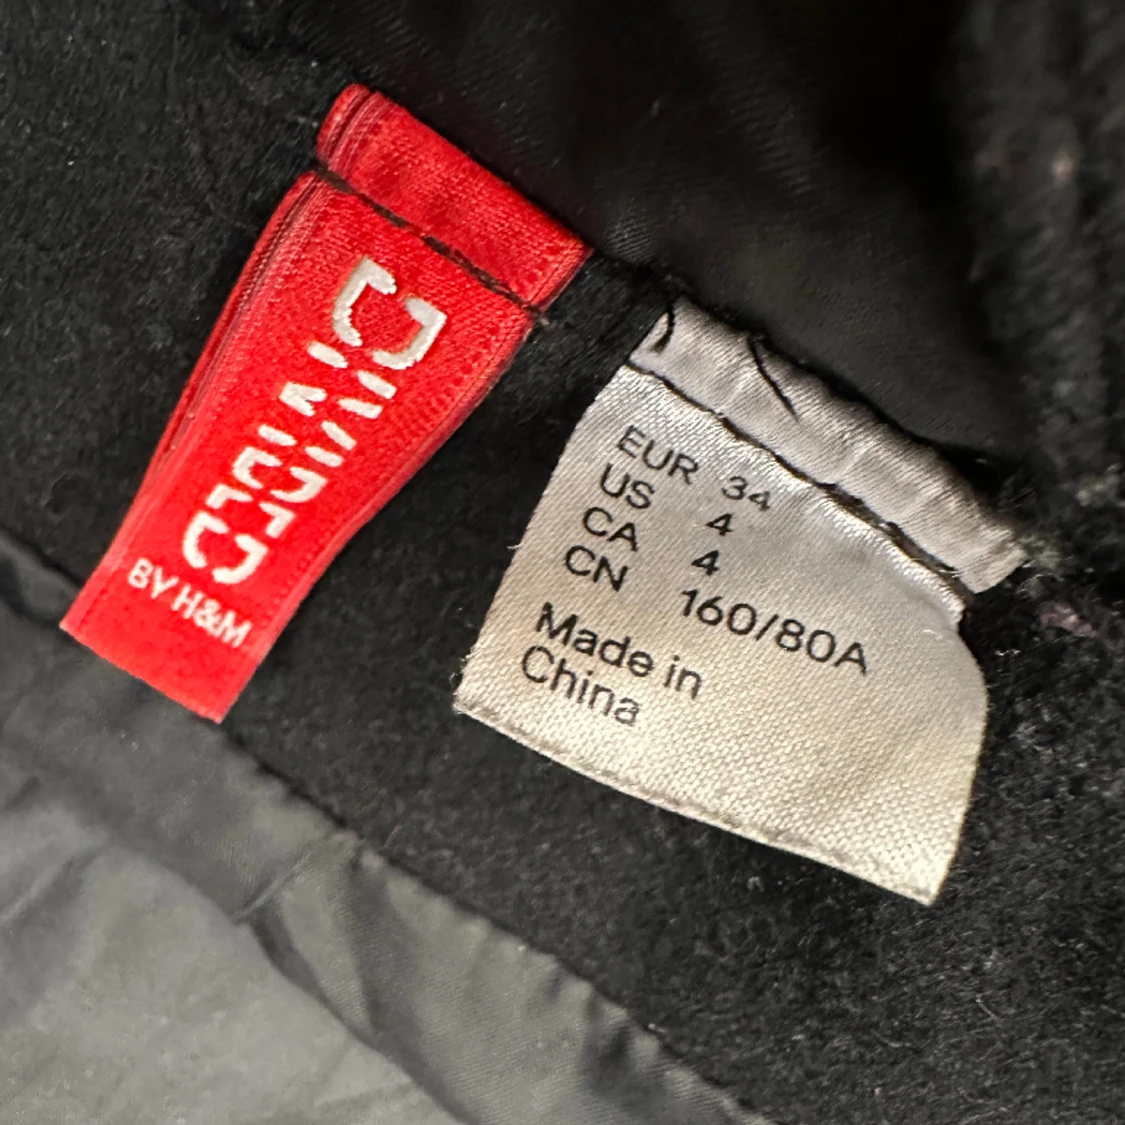 DIVIDED
BY H&M
EUR 34
US 4
CA 4
CN 160/80A
Made in
China